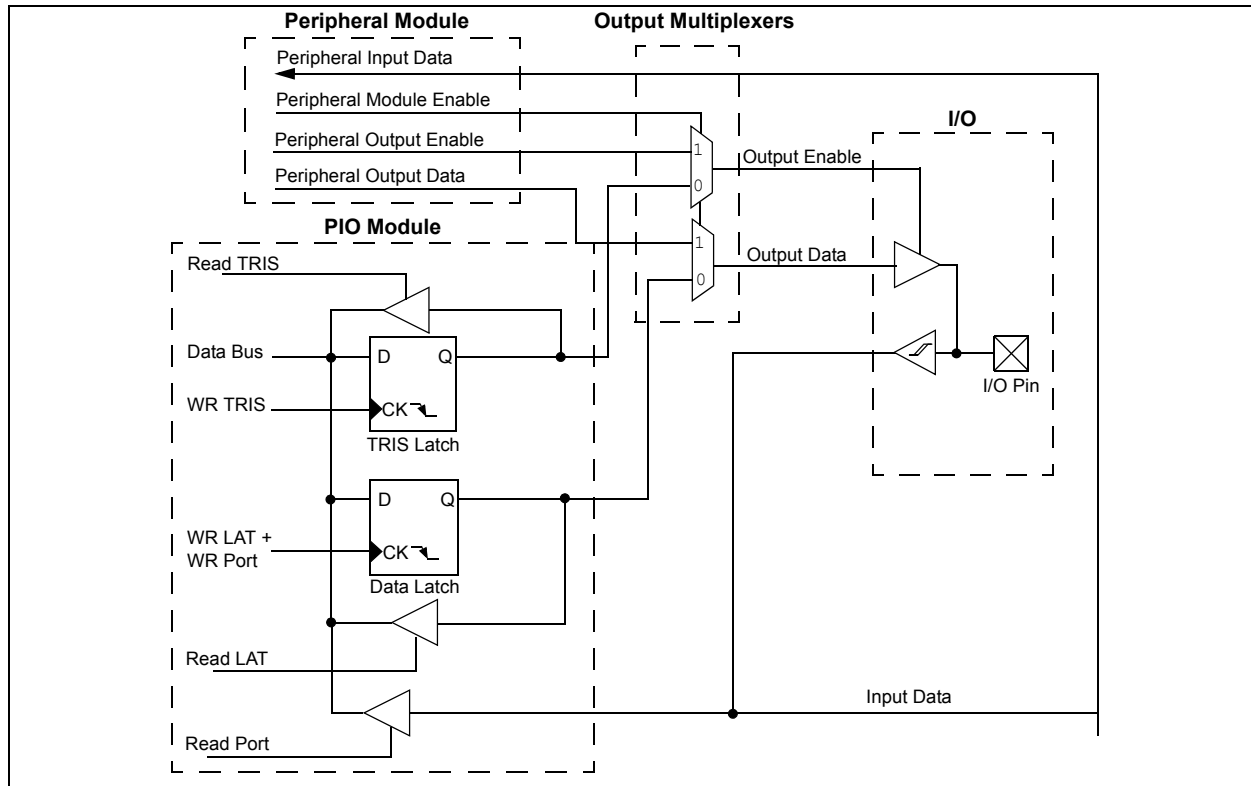 Peripheral Module
Output Multiplexers
Peripheral Input Data
Peripheral Module Enable
Peripheral Output Enable
Peripheral Output Data
1
0
1
0
Output Enable
Output Data
I/O
I/O Pin
PIO Module
Read TRIS
Data Bus
D
Q
WR TRIS
CK
TRIS Latch
D
Q
WR LAT +
WR Port
CK
Data Latch
Read LAT
Input Data
Read Port